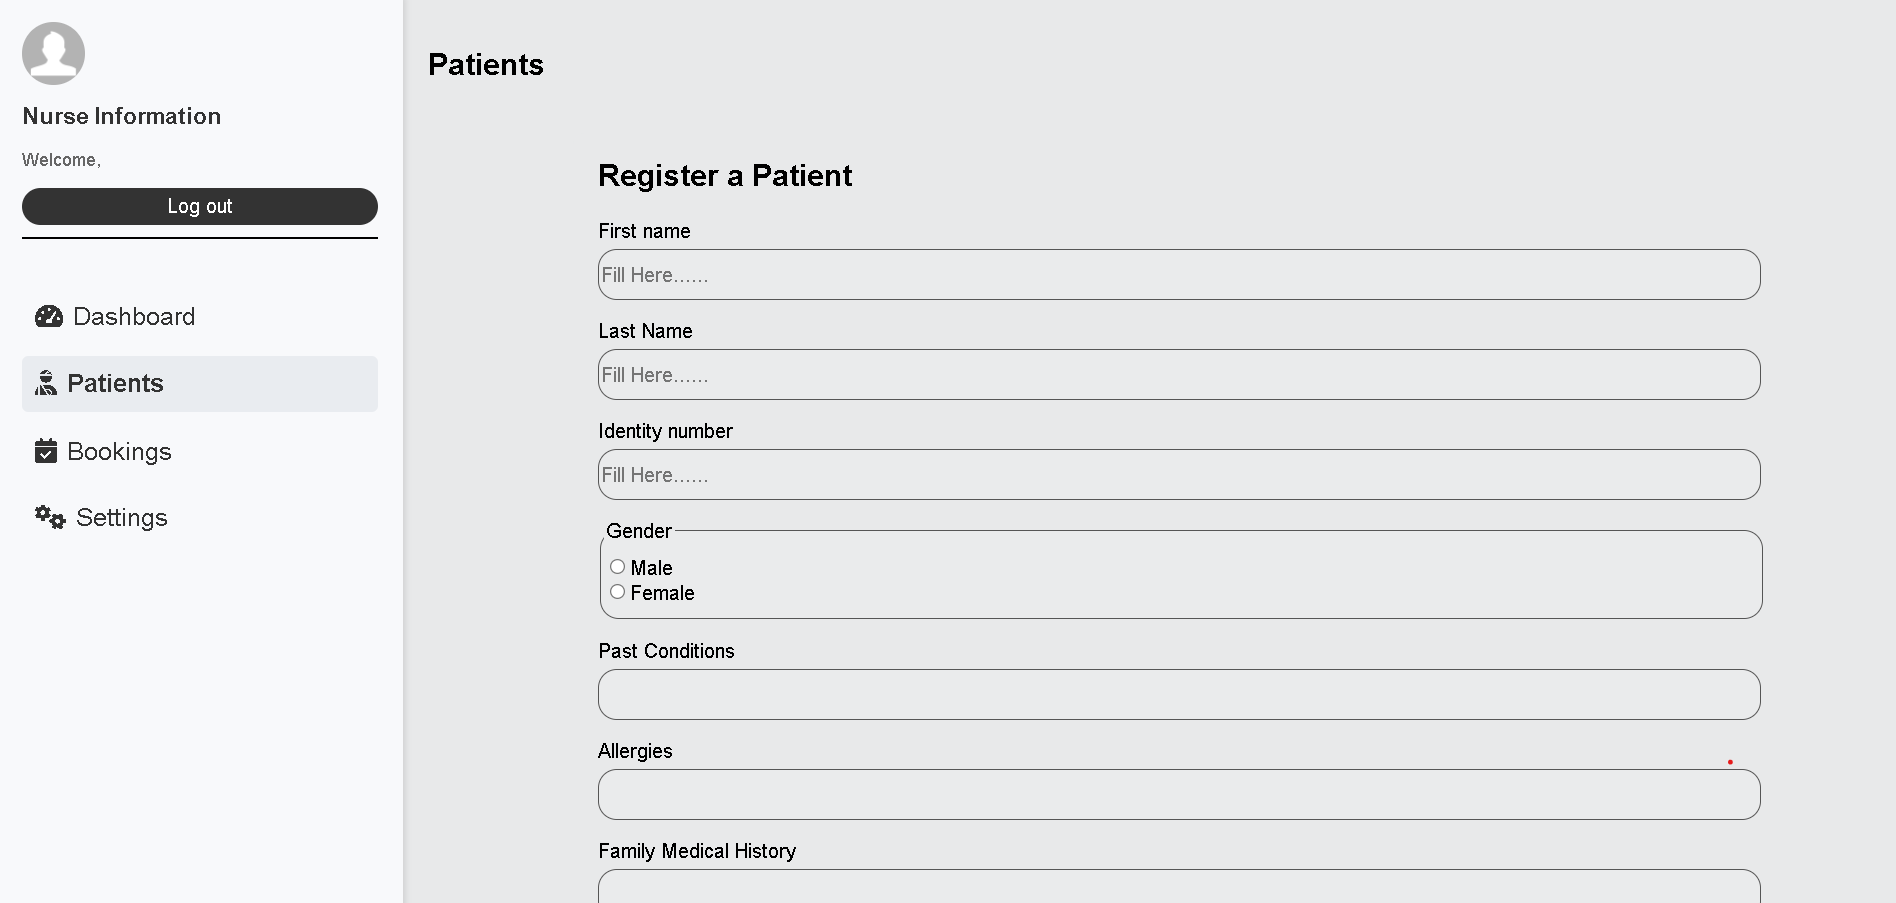 Nurse Information
Welcome,
Log out
Dashboard
Patients
Bookings
Settings
Patients
Register a Patient
First name
Fill Here......
Last Name
Fill Here......
Identity number
Fill Here......
Gender
Male
Female
Past Conditions
Allergies
Family Medical History